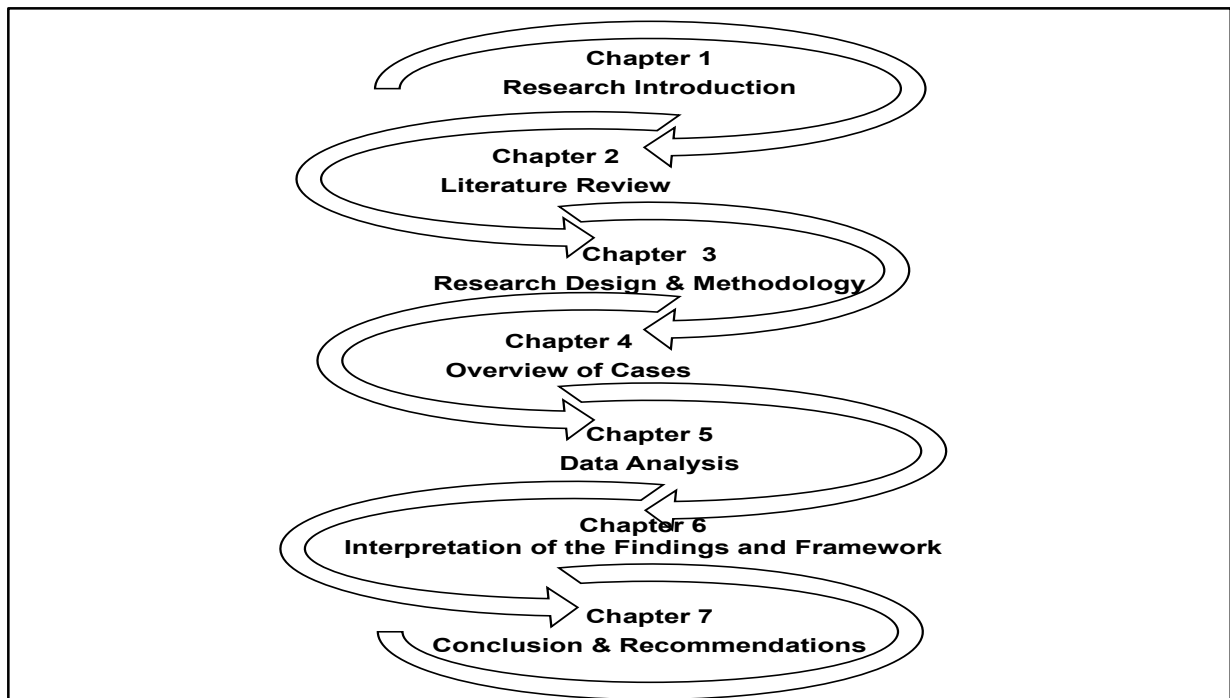 Chapter 1
Research Introduction
Chapter 2
Literature Review
Chapter 3
Research Design & Methodology
Chapter 4
Overview of Cases
Chapter 5
Data Analysis
Chapter 6
Interpretation of the Findings and Framework
Chapter 7
Conclusion & Recommendations